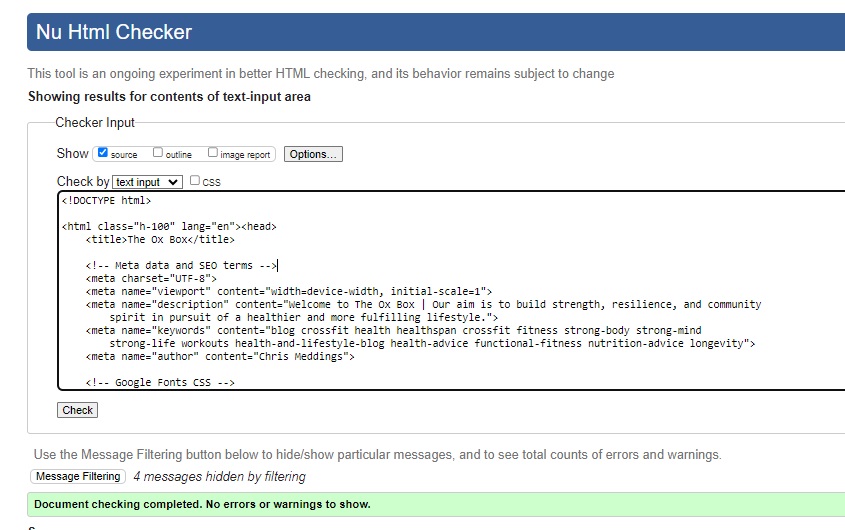 Nu Html Checker
This tool is an ongoing experiment in better HTML checking, and its behavior remains subject to change
Showing results for contents of text-input area
Checker Input
Show source outline image report Options...
Check by text input css
<!DOCTYPE html>
<html class="h-100" lang="en"><head>
<title>The Ox Box</title>
<!-- Meta data and SEO terms -->
<meta charset="UTF-8">
<meta name="viewport" content="width=device-width, initial-scale=1">
<meta name="description" content="Welcome to The Ox Box | Our aim is to build strength, resilience, and community
spirit in pursuit of a healthier and more fulfilling lifestyle.">
<meta name="keywords" content="blog crossfit health healthspan crossfit fitness strong-body strong-mind
strong-life workouts health-and-lifestyle-blog health-advice functional-fitness nutrition-advice longevity">
<meta name="author" content="Chris Meddings">
<!-- Google Fonts CSS -->
Check
Use the Message Filtering button below to hide/show particular messages, and to see total counts of errors and warnings.
Message Filtering 4 messages hidden by filtering
Document checking completed. No errors or warnings to show.